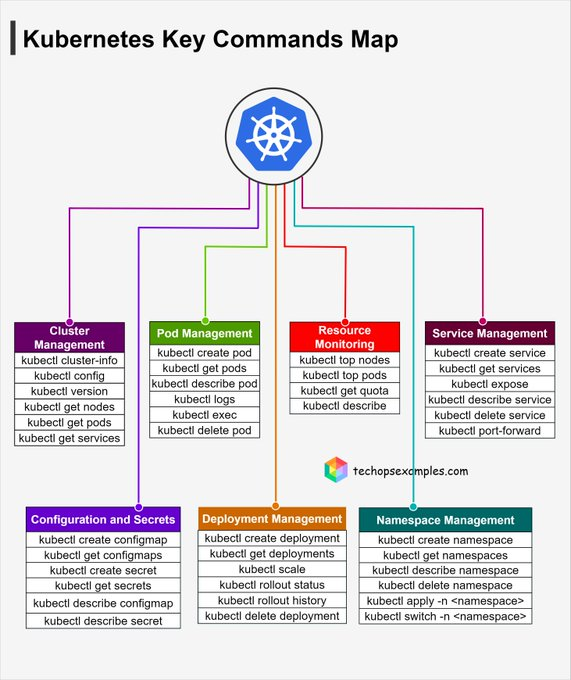 Kubernetes Key Commands Map
Cluster
Management
kubectl cluster-info
kubectl config
kubectl version
kubectl get nodes
kubectl get pods
kubectl get services
Pod Management
kubectl create pod
kubectl get pods
kubectl describe pod
kubectl logs
kubectl exec
kubectl delete pod
Resource
Monitoring
kubectl top nodes
kubectl top pods
kubectl get quota
kubectl describe
Service Management
kubectl create service
kubectl get services
kubectl expose
kubectl describe service
kubectl delete service
kubectl port-forward
techopsexamples.com
Configuration and Secrets
kubectl create configmap
kubectl get configmaps
kubectl create secret
kubectl get secrets
kubectl describe configmap
kubectl describe secret
Deployment Management
kubectl create deployment
kubectl get deployments
kubectl scale
kubectl rollout status
kubectl rollout history
kubectl delete deployment
Namespace Management
kubectl create namespace
kubectl get namespaces
kubectl describe namespace
kubectl delete namespace
kubectl apply -n <namespace>
kubectl switch -n <namespace>